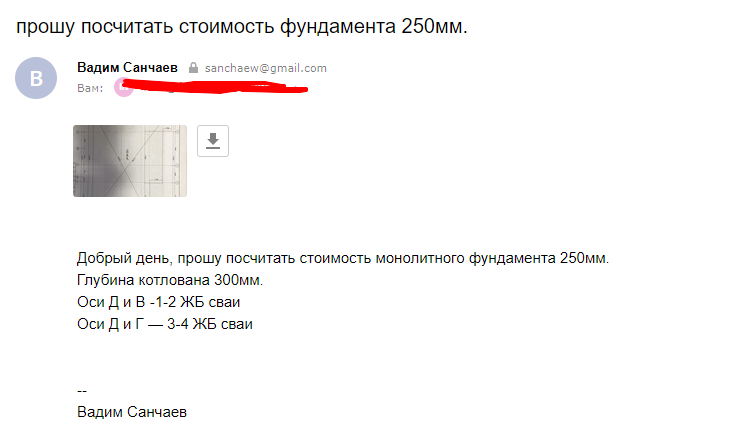 прошу посчитать стоимость фундамента 250мм.
В
Вадим Санчаев sanchaew@gmail.com
Вам:
Добрый день, прошу посчитать стоимость монолитного фундамента 250мм.
Глубина котлована 300мм.
Оси Д и В -1-2 ЖБ сваи
Оси Д и Г — 3-4 ЖБ сваи
--
Вадим Санчаев